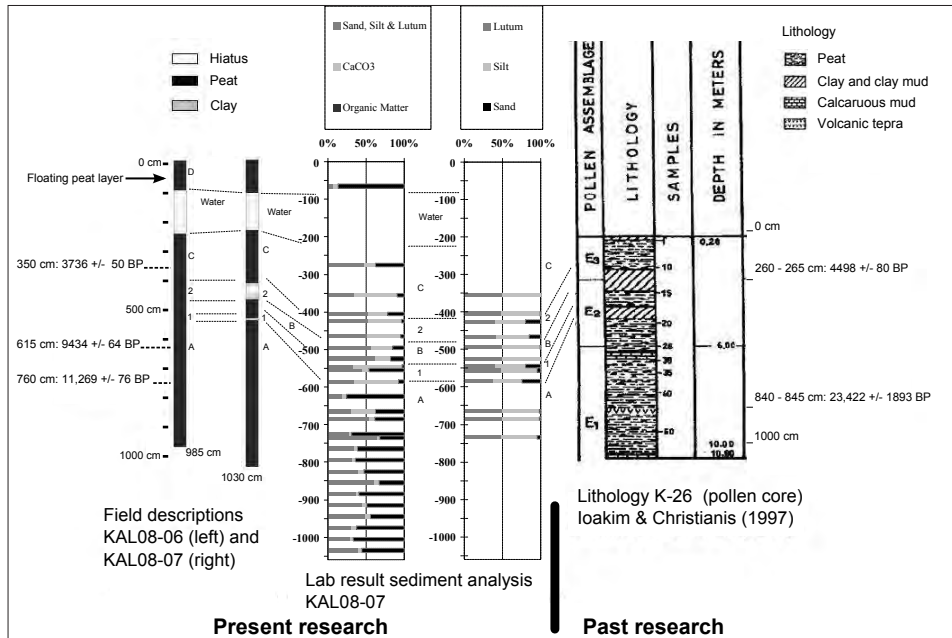 Hiatus
Peat
Clay
0 cm
Floating peat layer
D
Water
C
350 cm: 3736 +/- 50 BP
2
500 cm
1
615 cm: 9434 +/- 64 BP
A
760 cm: 11,269 +/- 76 BP
1000 cm
985 cm
1030 cm
Water
C
2
B
1
A
Field descriptions
KAL08-06 (left) and
KAL08-07 (right)
Sand, Silt & Lutum
CaCO3
Organic Matter
0 50% 100%
0
-100
-200
-300
-400
-500
-600
-700
-800
-900
-1000
Water
C
2
B
1
A
Lutum
Silt
Sand
0 50% 100%
0
-100
-200
-300
-400
-500
-600
-700
-800
-900
-1000
C
2
B
1
A
Lab result sediment analysis
KAL08-07
Present research
POLLEN ASSEMBLAGE
LITHOLOGY
SAMPLES
DEPTH IN METERS
E3
E2
E1
1
10
15
20
26
30
35
40
50
0,20
6,00
10.00
10.80
Lithology
Peat
Clay and clay mud
Calcaruous mud
Volcanic tepra
0 cm
260 - 265 cm: 4498 +/- 80 BP
840 - 845 cm: 23,422 +/- 1893 BP
1000 cm
Lithology K-26 (pollen core)
Ioakim & Christianis (1997)
Past research